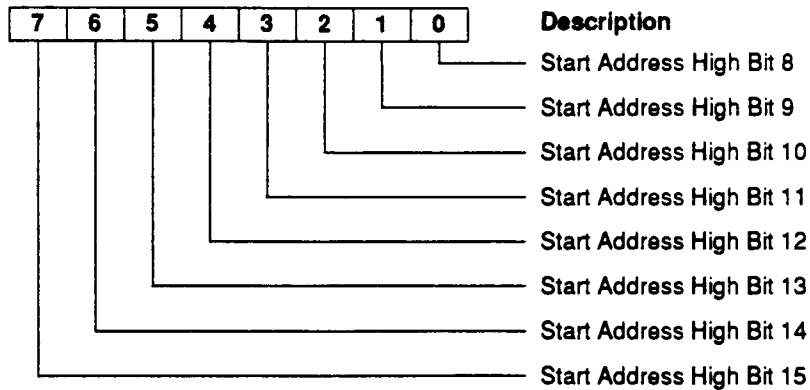 7 6 5 4 3 2 1 0 Description
Start Address High Bit 8
Start Address High Bit 9
Start Address High Bit 10
Start Address High Bit 11
Start Address High Bit 12
Start Address High Bit 13
Start Address High Bit 14
Start Address High Bit 15